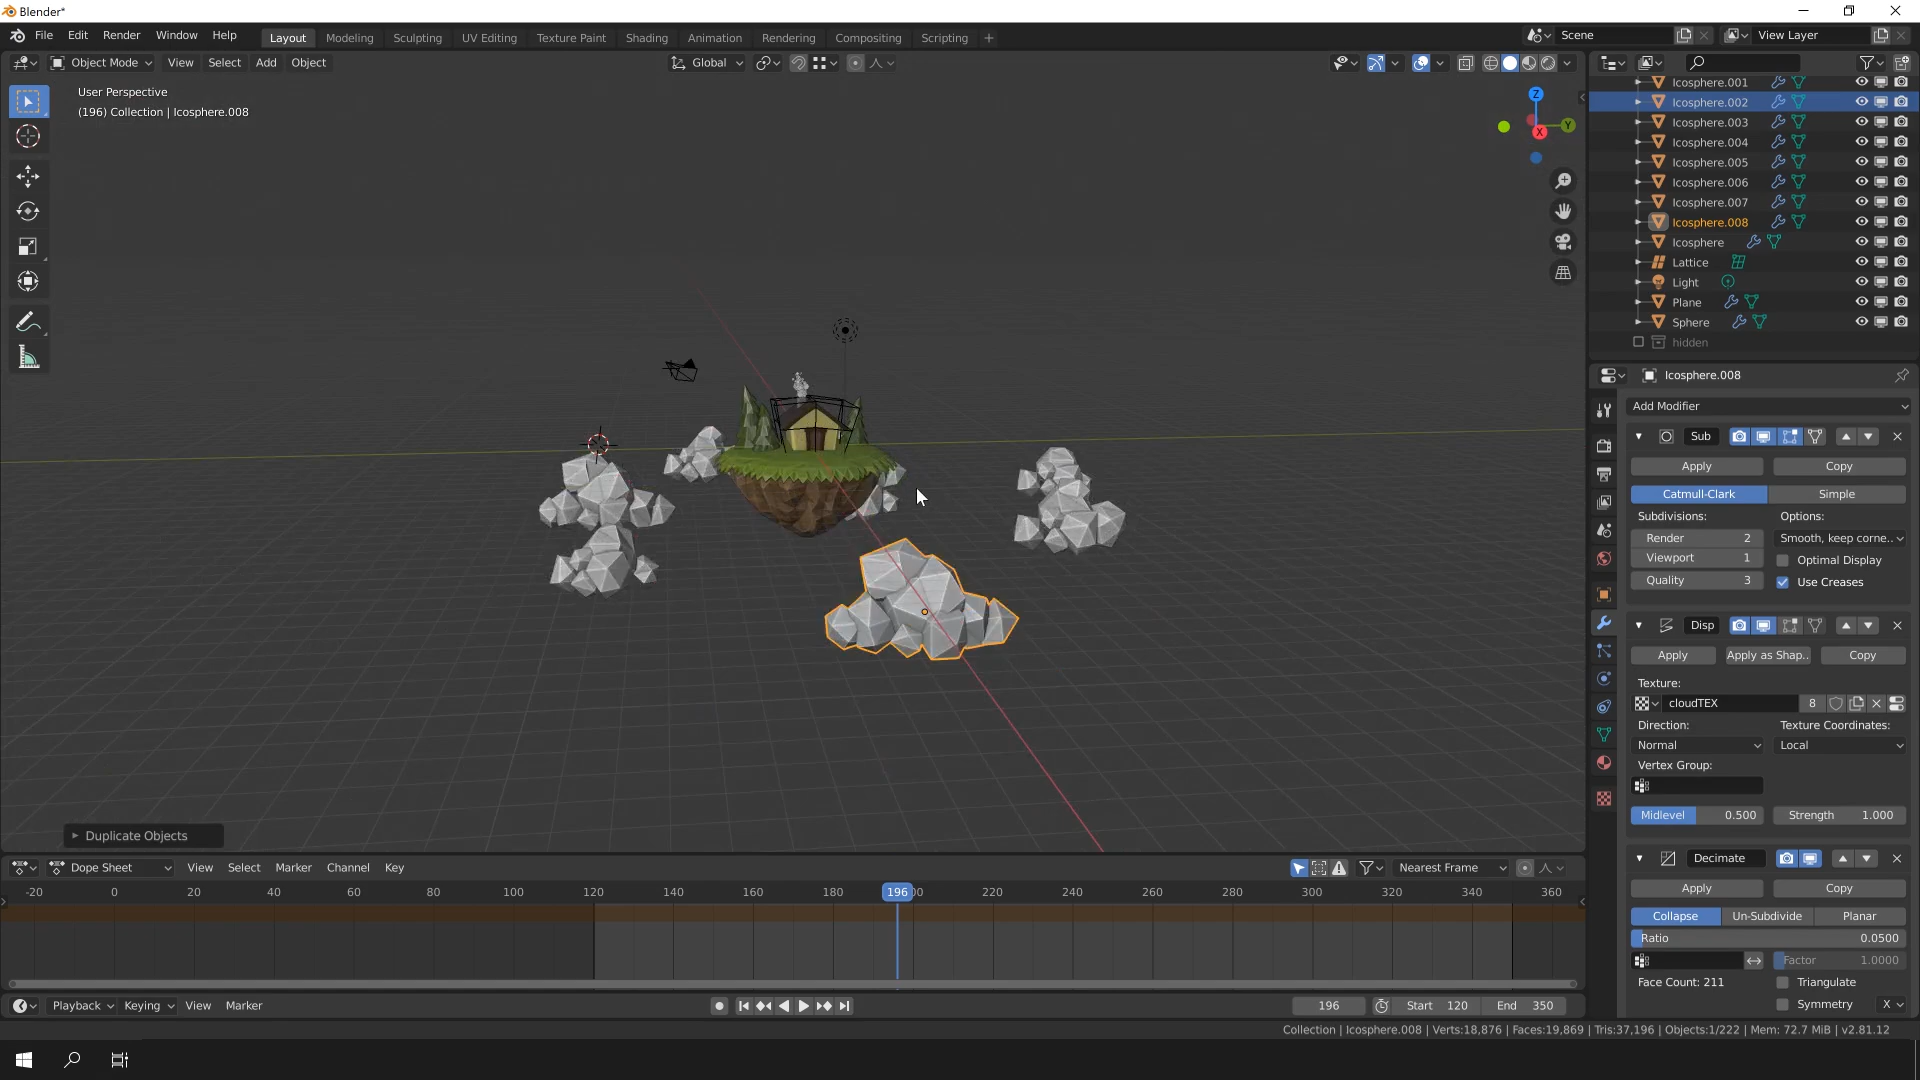 Blender*
File Edit Render Window Help Layout Modeling Sculpting UV Editing Texture Paint Shading Animation Rendering Compositing Scripting + Scene View Layer
Object Mode View Select Add Object Global
User Perspective
(196) Collection | Icosphere.008
Z
Y
X
Icosphere.001
Icosphere.002
Icosphere.003
Icosphere.004
Icosphere.005
Icosphere.006
Icosphere.007
Icosphere.008
Icosphere
Lattice
Light
Plane
Sphere
hidden
Icosphere.008
Add Modifier
Sub
Apply Copy
Catmull-Clark Simple
Subdivisions: Options:
Render 2 Smooth, keep corne..
Viewport 1 Optimal Display
Quality 3 Use Creases
Disp
Apply Apply as Shap.. Copy
Texture:
cloudTEX 8
Direction: Texture Coordinates:
Normal Local
Vertex Group:
Midlevel 0.500 Strength 1.000
Decimate
Apply Copy
Collapse Un-Subdivide Planar
Ratio 0.0500
Factor 1.0000
Face Count: 211 Triangulate
Symmetry X
Duplicate Objects
Dope Sheet View Select Marker Channel Key Nearest Frame
-20 0 20 40 60 80 100 120 140 160 180 196 220 240 260 280 300 320 340 360
Playback Keying View Marker 196 Start 120 End 350
Collection | Icosphere.008 | Verts:18,876 | Faces:19,869 | Tris:37,196 | Objects:1/222 | Mem: 72.7 MiB | v2.81.12